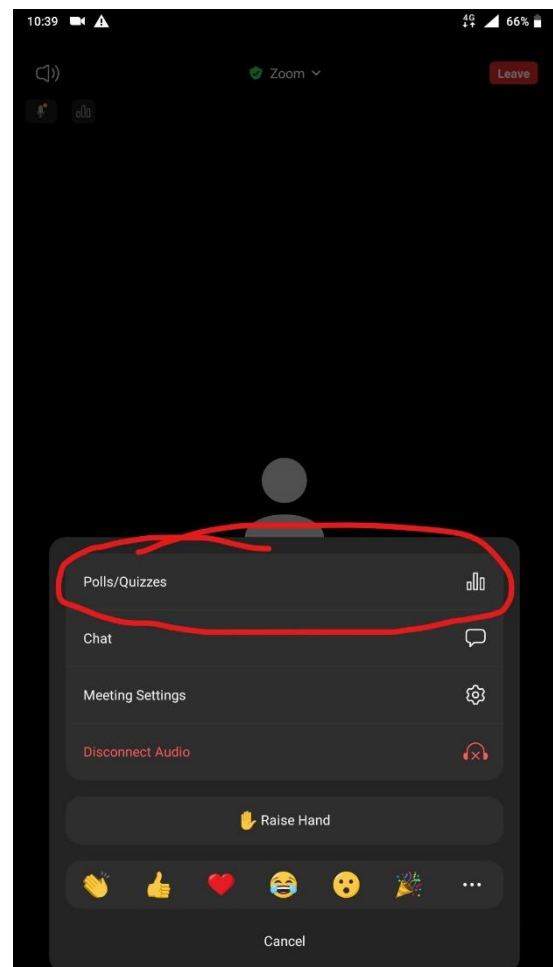 10:39 4G 66%
Zoom Leave
Polls/Quizzes
Chat
Meeting Settings
Disconnect Audio
Raise Hand
Cancel